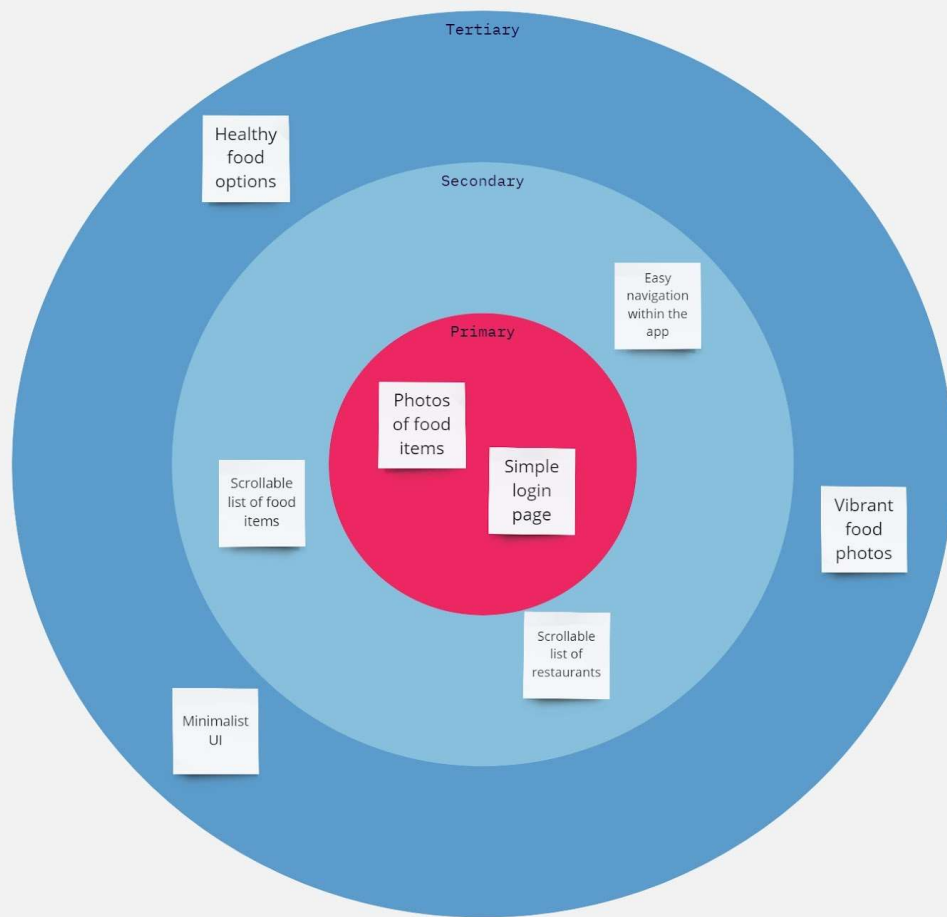 Tertiary
Healthy
food
options
Secondary
Easy
navigation
within the
app
Primary
Photos
of food
items
Simple
login
page
Scrollable
list of food
items
Vibrant
food
photos
Scrollable
list of
restaurants
Minimalist
UI